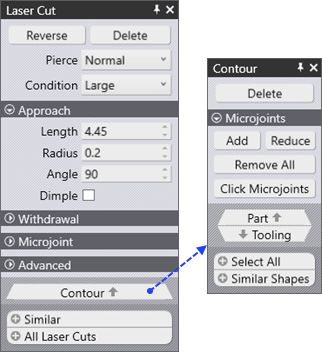 Laser Cut
Reverse Delete
Pierce Normal
Condition Large
Approach
Length 4.45
Radius 0.2
Angle 90
Dimple
Withdrawal
Microjoint
Advanced
Contour
Similar
All Laser Cuts
Contour
Delete
Microjoints
Add Reduce
Remove All
Click Microjoints
Part
Tooling
Select All
Similar Shapes